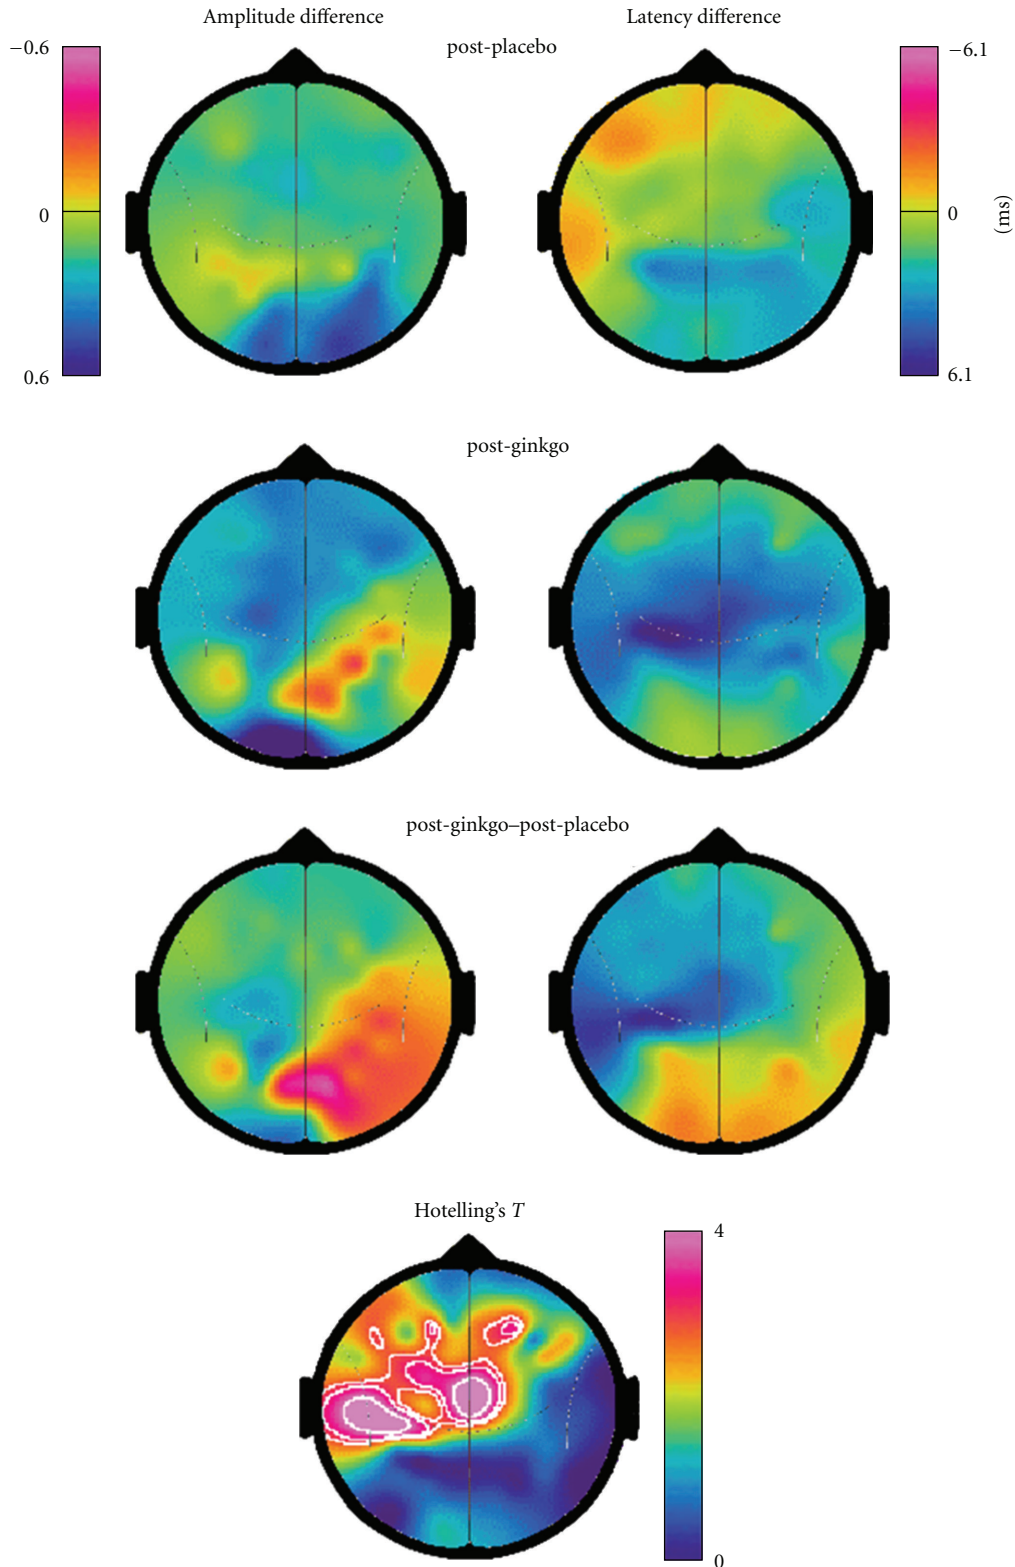 Amplitude difference
Latency difference
post-placebo
−0.6
0
0.6
−6.1
0
6.1
(ms)
post-ginkgo
post-ginkgo–post-placebo
Hotelling's T
4
0